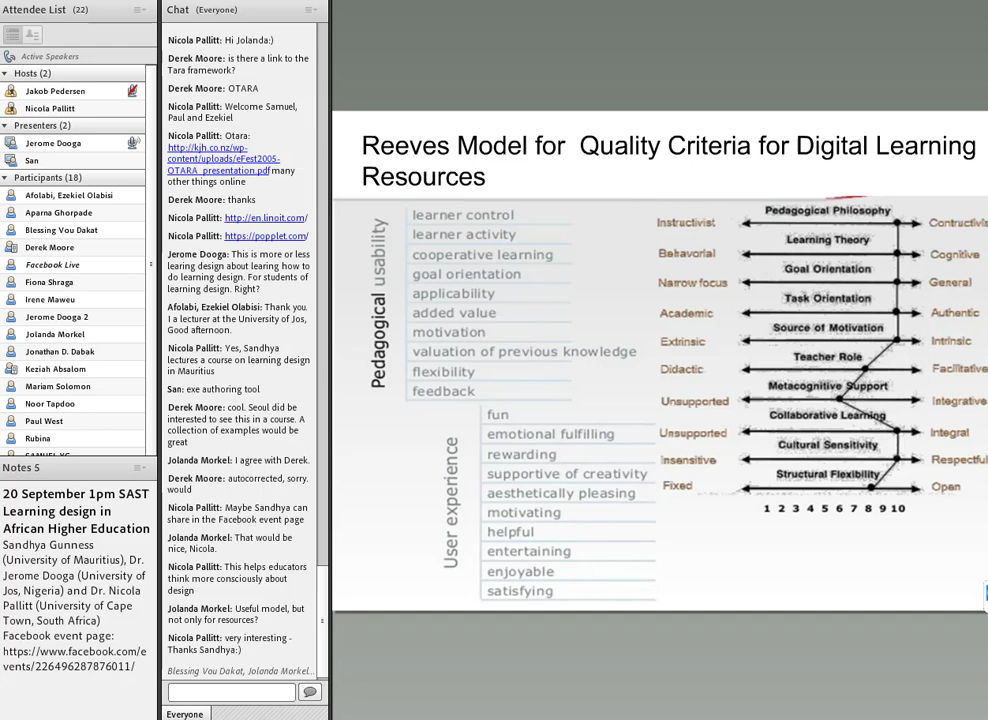 Attendee List (22)
Active Speakers
Hosts (2)
Jakob Pedersen
Nicola Pallitt
Presenters (2)
Jerome Dooga
San
Participants (18)
Afolabi, Ezekiel Olabisi
Aparna Ghorpade
Blessing Vou Dakat
Derek Moore
Facebook Live
Fiona Shraga
Irene Maweu
Jerome Dooga 2
Jolanda Morkel
Jonathan D. Dabak
Keziah Absalom
Mariam Solomon
Noor Tapdoo
Paul West
Rubina
Notes 5
20 September 1pm SAST
Learning design in
African Higher Education
Sandhya Gunness
(University of Mauritius), Dr.
Jerome Dooga (University of
Jos, Nigeria) and Dr. Nicola
Pallitt (University of Cape
Town, South Africa)
Facebook event page:
https://www.facebook.com/e
vents/226496287876011/
Chat (Everyone)
Nicola Pallitt: Hi Jolanda:)
Derek Moore: is there a link to the
Tara framework?
Derek Moore: OTARA
Nicola Pallitt: Welcome Samuel,
Paul and Ezekiel
Nicola Pallitt: Otara:
http://kjh.co.nz/wp-
content/uploads/eFest2005-
OTARA_presentation.pdf many
other things online
Derek Moore: thanks
Nicola Pallitt: http://en.linoit.com/
Nicola Pallitt: https://popplet.com/
Jerome Dooga: This is more or less
learing design about learing how to
do learning design. For students of
learning design. Right?
Afolabi, Ezekiel Olabisi: Thank you.
I a lecturer at the University of Jos,
Good afternoon.
Nicola Pallitt: Yes, Sandhya
lectures a course on learning design
in Mauritius
San: exe authoring tool
Derek Moore: cool. Seoul did be
interested to see this in a course. A
collection of examples would be
great
Jolanda Morkel: I agree with Derek.
Derek Moore: autocorrected, sorry.
would
Nicola Pallitt: Maybe Sandhya can
share in the Facebook event page
Jolanda Morkel: That would be
nice, Nicola.
Nicola Pallitt: This helps educators
think more consciously about
design
Jolanda Morkel: Useful model, but
not only for resources?
Nicola Pallitt: very interesting -
Thanks Sandhya:)
Blessing Vou Dakat, Jolanda Morkel...
Everyone
Reeves Model for Quality Criteria for Digital Learning
Resources
Pedagogical usability
learner control
learner activity
cooperative learning
goal orientation
applicability
added value
motivation
valuation of previous knowledge
flexibility
feedback
User experience
fun
emotional fulfilling
rewarding
supportive of creativity
aesthetically pleasing
motivating
helpful
entertaining
enjoyable
satisfying
Pedagogical Philosophy
Instructivist Contructivis
Learning Theory
Behavorial Cognitive
Goal Orientation
Narrow focus General
Task Orientation
Academic Authentic
Source of Motivation
Extrinsic Intrinsic
Teacher Role
Didactic Facilitative
Metacognitive Support
Unsupported Integrative
Collaborative Learning
Unsupported Integral
Cultural Sensitivity
Insensitive Respectful
Structural Flexibility
Fixed Open
1 2 3 4 5 6 7 8 9 10